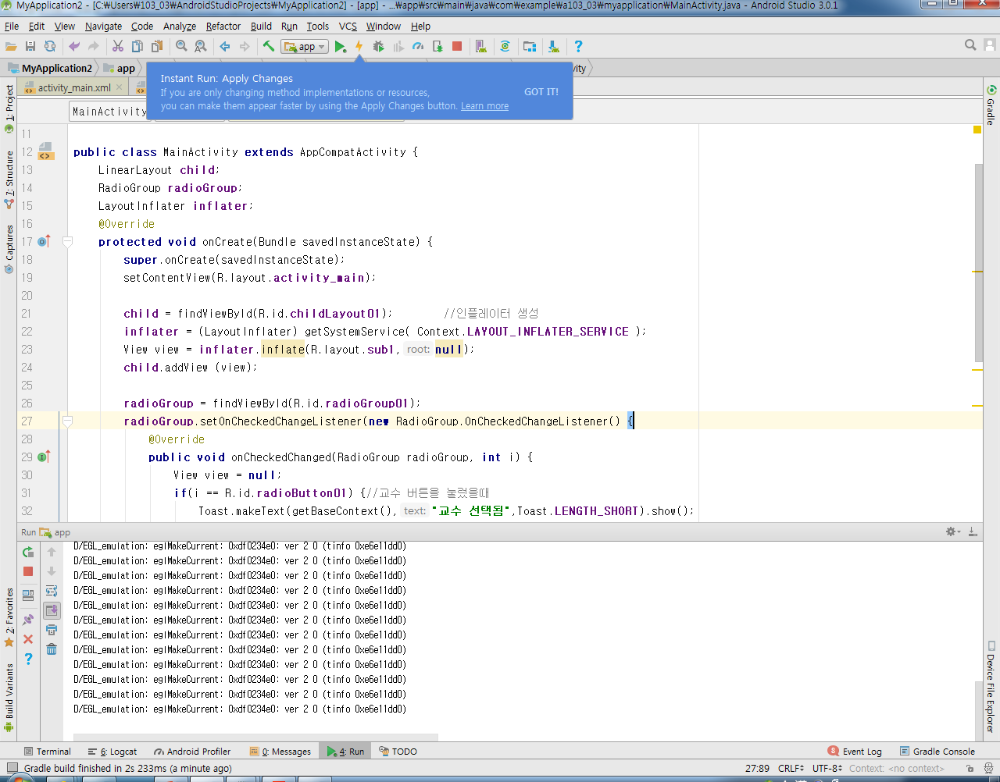 MyApplication2 - [C:₩Users₩103_03₩AndroidStudioProjects₩MyApplication2] - [app] - ...₩app₩src₩main₩java₩com₩example₩a103_03₩myapplication₩MainActivity.java - Android Studio 3.0.1
File Edit View Navigate Code Analyze Refactor Build Run Tools VCS Window Help
app
MyApplication2 app
activity_main.xml
Instant Run: Apply Changes
If you are only changing method implementations or resources,
you can make them appear faster by using the Apply Changes button. Learn more
GOT IT!
MainActivity
11
12 public class MainActivity extends AppCompatActivity {
13 LinearLayout child;
14 RadioGroup radioGroup;
15 LayoutInflater inflater;
16 @Override
17 protected void onCreate(Bundle savedInstanceState) {
18 super.onCreate(savedInstanceState);
19 setContentView(R.layout.activity_main);
20
21 child = findViewById(R.id.childLayout01); //인플레이터 생성
22 inflater = (LayoutInflater) getSystemService( Context.LAYOUT_INFLATER_SERVICE );
23 View view = inflater.inflate(R.layout.sub1, root: null);
24 child.addView (view);
25
26 radioGroup = findViewById(R.id.radioGroup01);
27 radioGroup.setOnCheckedChangeListener(new RadioGroup.OnCheckedChangeListener() {
28 @Override
29 public void onCheckedChanged(RadioGroup radioGroup, int i) {
30 View view = null;
31 if(i == R.id.radioButton01) {//교수 버튼을 눌렀을때
32 Toast.makeText(getBaseContext(), text: "교수 선택됨",Toast.LENGTH_SHORT).show();
1: Project
7: Structure
Captures
2: Favorites
Build Variants
Gradle
Device File Explorer
Run app
D/EGL_emulation: eglMakeCurrent: 0xdf0234e0: ver 2 0 (tinfo 0xe6e11dd0)
D/EGL_emulation: eglMakeCurrent: 0xdf0234e0: ver 2 0 (tinfo 0xe6e11dd0)
D/EGL_emulation: eglMakeCurrent: 0xdf0234e0: ver 2 0 (tinfo 0xe6e11dd0)
D/EGL_emulation: eglMakeCurrent: 0xdf0234e0: ver 2 0 (tinfo 0xe6e11dd0)
D/EGL_emulation: eglMakeCurrent: 0xdf0234e0: ver 2 0 (tinfo 0xe6e11dd0)
D/EGL_emulation: eglMakeCurrent: 0xdf0234e0: ver 2 0 (tinfo 0xe6e11dd0)
D/EGL_emulation: eglMakeCurrent: 0xdf0234e0: ver 2 0 (tinfo 0xe6e11dd0)
D/EGL_emulation: eglMakeCurrent: 0xdf0234e0: ver 2 0 (tinfo 0xe6e11dd0)
D/EGL_emulation: eglMakeCurrent: 0xdf0234e0: ver 2 0 (tinfo 0xe6e11dd0)
D/EGL_emulation: eglMakeCurrent: 0xdf0234e0: ver 2 0 (tinfo 0xe6e11dd0)
D/EGL_emulation: eglMakeCurrent: 0xdf0234e0: ver 2 0 (tinfo 0xe6e11dd0)
D/EGL_emulation: eglMakeCurrent: 0xdf0234e0: ver 2 0 (tinfo 0xe6e11dd0)
Terminal 6: Logcat Android Profiler 0: Messages 4: Run TODO 8 Event Log Gradle Console
Gradle build finished in 2s 233ms (a minute ago) 27:89 CRLF UTF-8 Context: <no context>